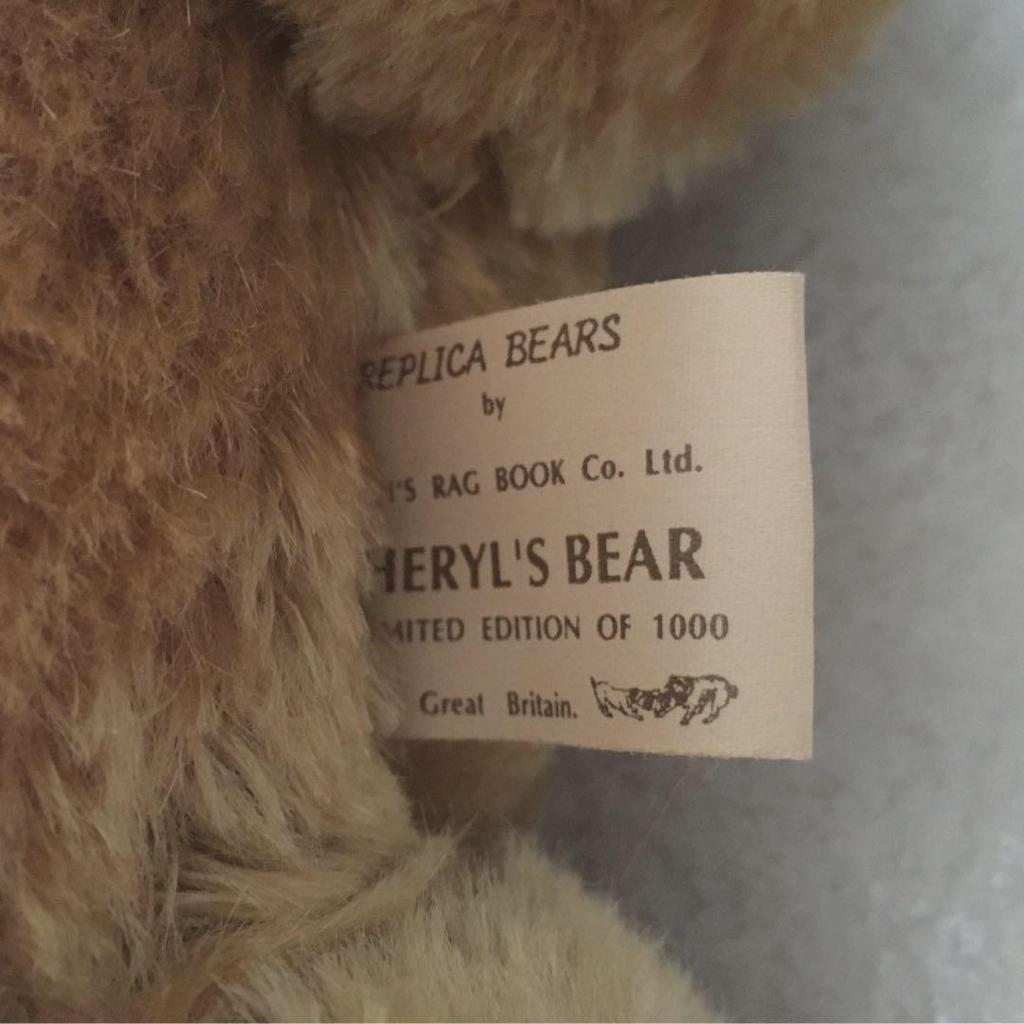 REPLICA BEARS
by
'S RAG BOOK Co. Ltd.
HERYL'S BEAR
MITED EDITION OF 1000
Great Britain.